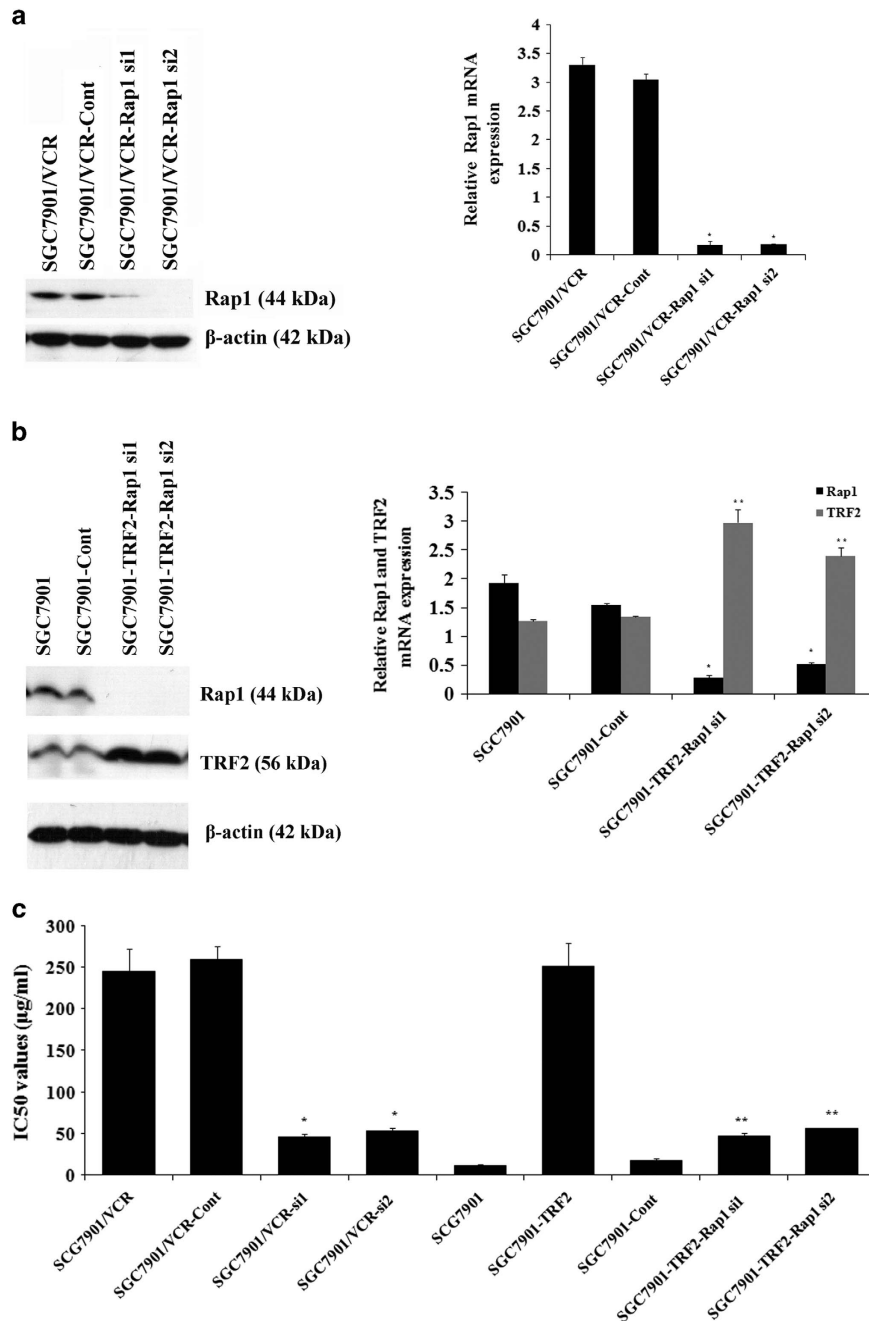 a
SGC7901/VCR
SGC7901/VCR-Cont
SGC7901/VCR-Rap1 si1
SGC7901/VCR-Rap1 si2
Rap1 (44 kDa)
β-actin (42 kDa)
Relative Rap1 mRNA
expression
4
3.5
3
2.5
2
1.5
1
0.5
0
*
*
SGC7901/VCR
SGC7901/VCR-Cont
SGC7901/VCR-Rap1 si1
SGC7901/VCR-Rap1 si2
b
SGC7901
SGC7901-Cont
SGC7901-TRF2-Rap1 si1
SGC7901-TRF2-Rap1 si2
Rap1 (44 kDa)
TRF2 (56 kDa)
β-actin (42 kDa)
Relative Rap1 and TRF2
mRNA expression
3.5
3
2.5
2
1.5
1
0.5
0
Rap1
TRF2
*
**
*
**
SGC7901
SGC7901-Cont
SGC7901-TRF2-Rap1 si1
SGC7901-TRF2-Rap1 si2
c
IC50 values (µg/ml)
300
250
200
150
100
50
0
*
*
**
**
SCG7901/VCR
SGC7901/VCR-Cont
SGC7901/VCR-si1
SGC7901/VCR-si2
SCG7901
SGC7901-TRF2
SGC7901-Cont
SGC7901-TRF2-Rap1 si1
SGC7901-TRF2-Rap1 si2